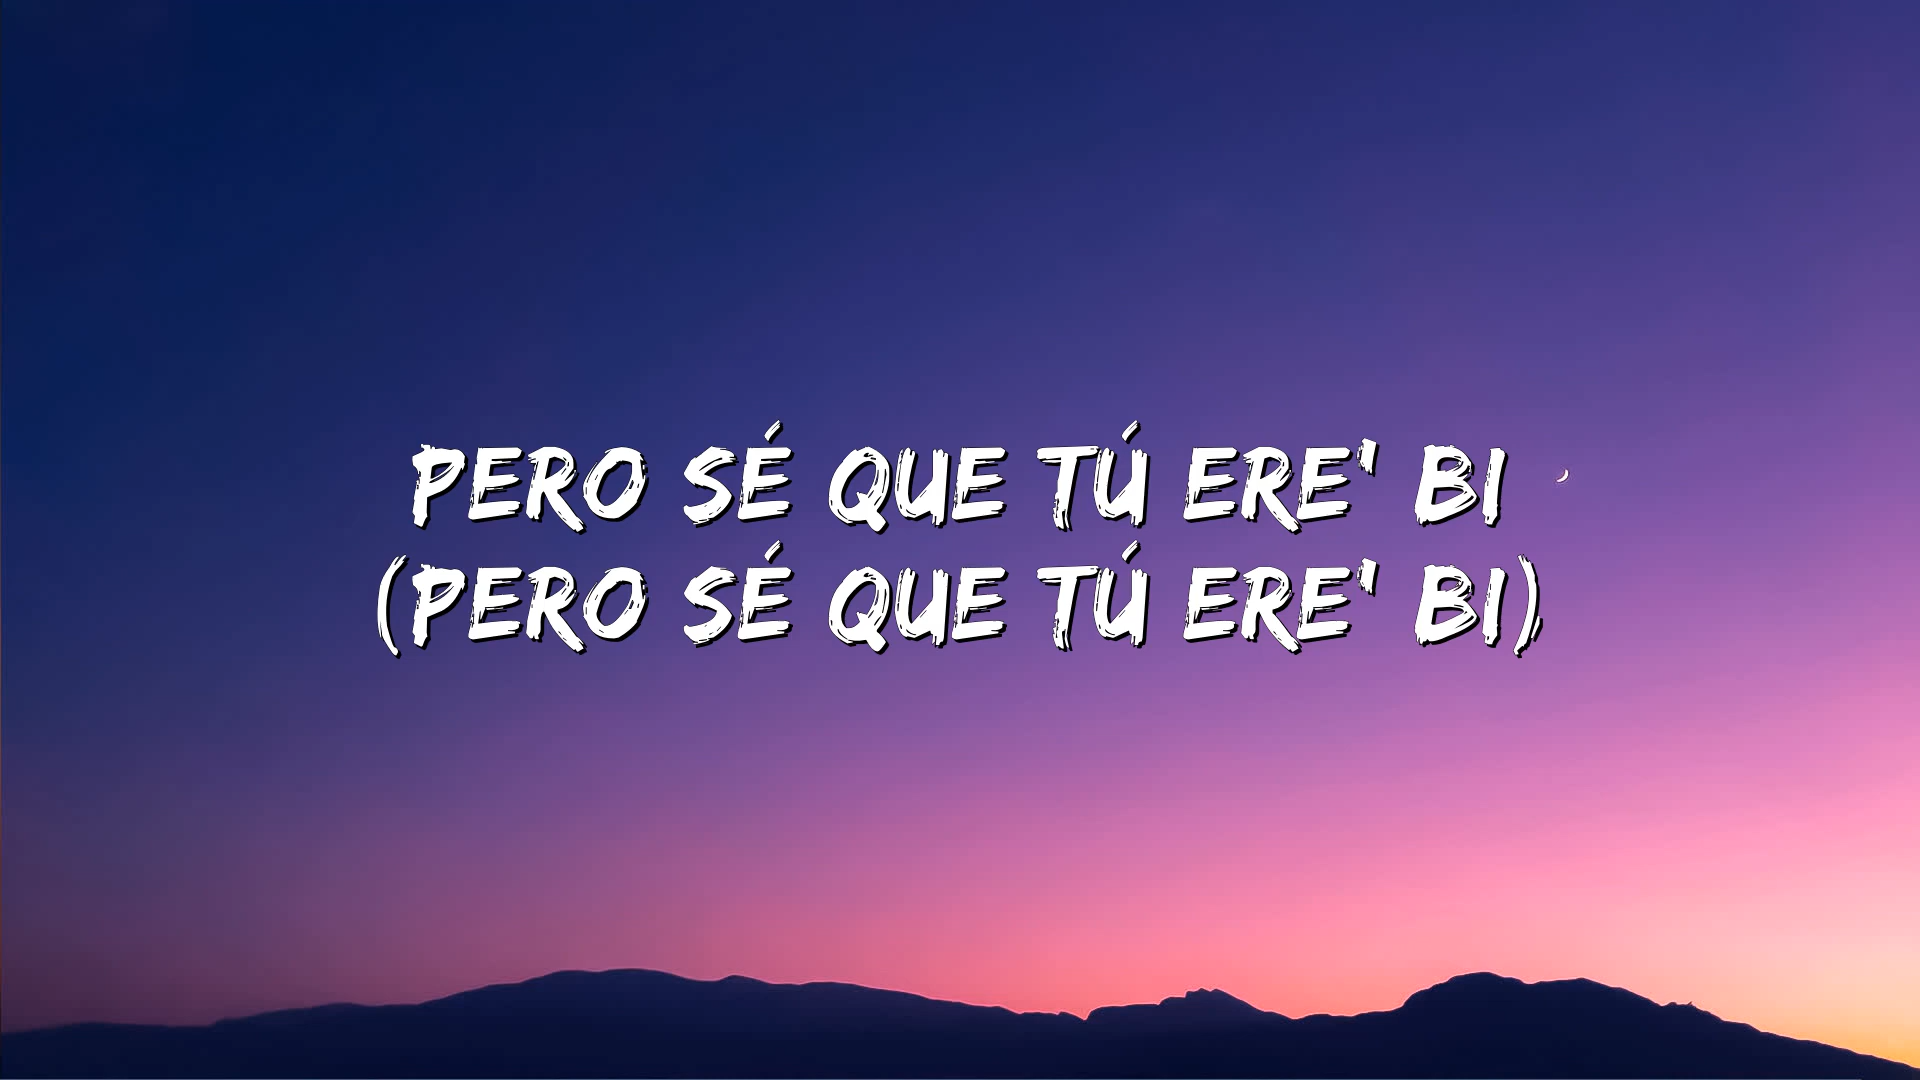 PERO SÉ QUE TÚ ERE' BI
(PERO SÉ QUE TÚ ERE' BI)